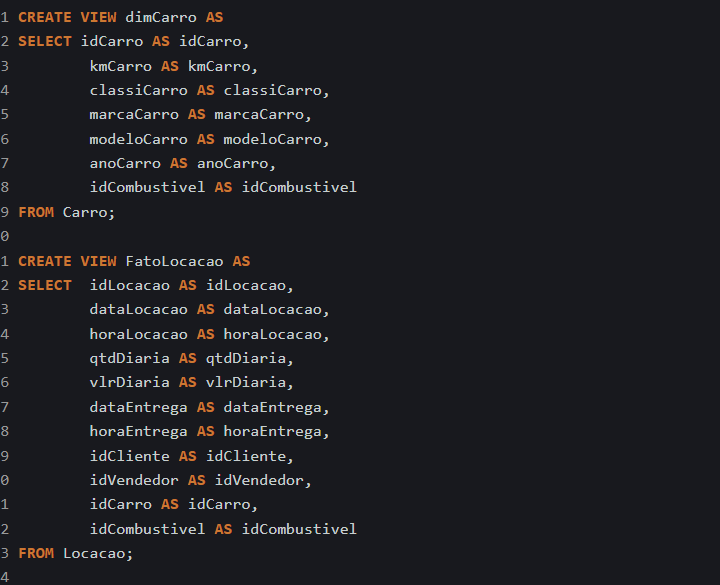 1 CREATE VIEW dimCarro AS
2 SELECT idCarro AS idCarro,
3 kmCarro AS kmCarro,
4 classiCarro AS classiCarro,
5 marcaCarro AS marcaCarro,
6 modeloCarro AS modeloCarro,
7 anoCarro AS anoCarro,
8 idCombustivel AS idCombustivel
9 FROM Carro;
0
1 CREATE VIEW FatoLocacao AS
2 SELECT idLocacao AS idLocacao,
3 dataLocacao AS dataLocacao,
4 horaLocacao AS horaLocacao,
5 qtdDiaria AS qtdDiaria,
6 vlrDiaria AS vlrDiaria,
7 dataEntrega AS dataEntrega,
8 horaEntrega AS horaEntrega,
9 idCliente AS idCliente,
0 idVendedor AS idVendedor,
1 idCarro AS idCarro,
2 idCombustivel AS idCombustivel
3 FROM Locacao;
4